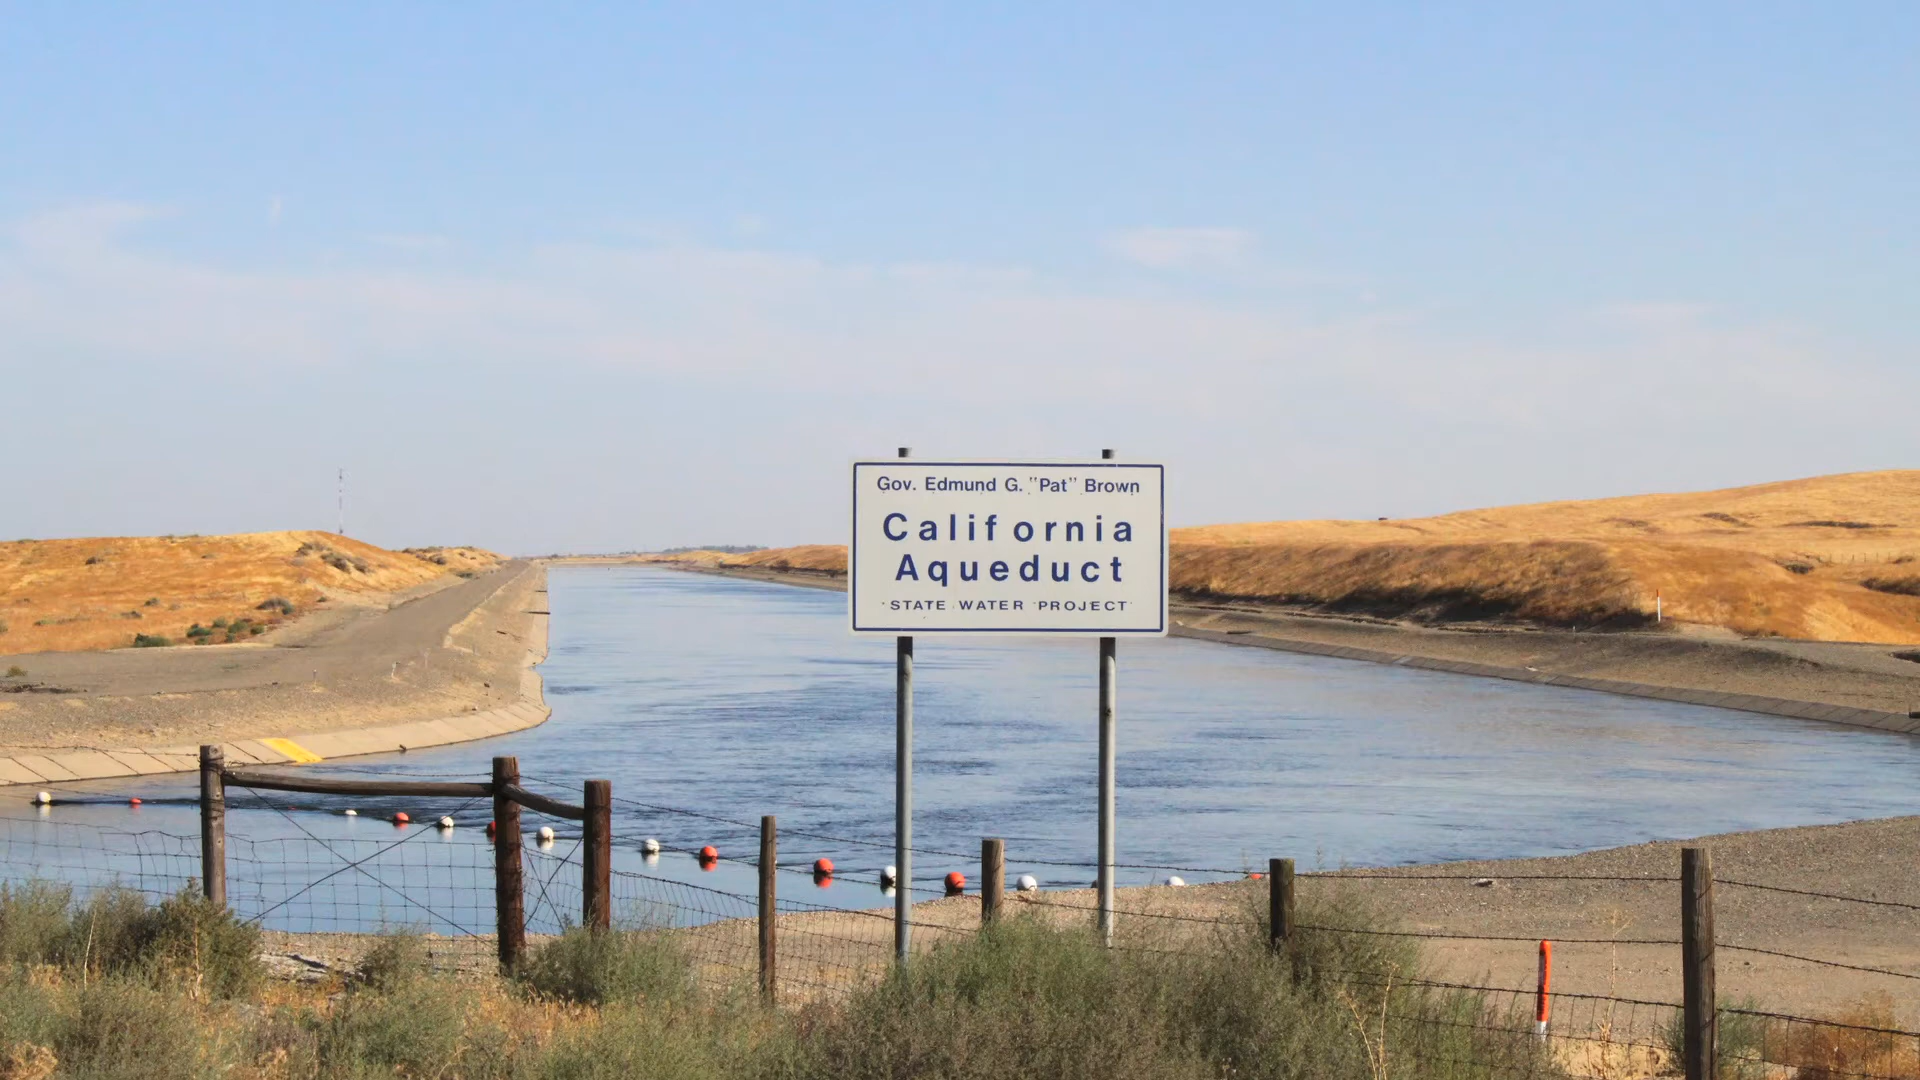 Gov. Edmund G. "Pat" Brown
California
Aqueduct
STATE WATER PROJECT